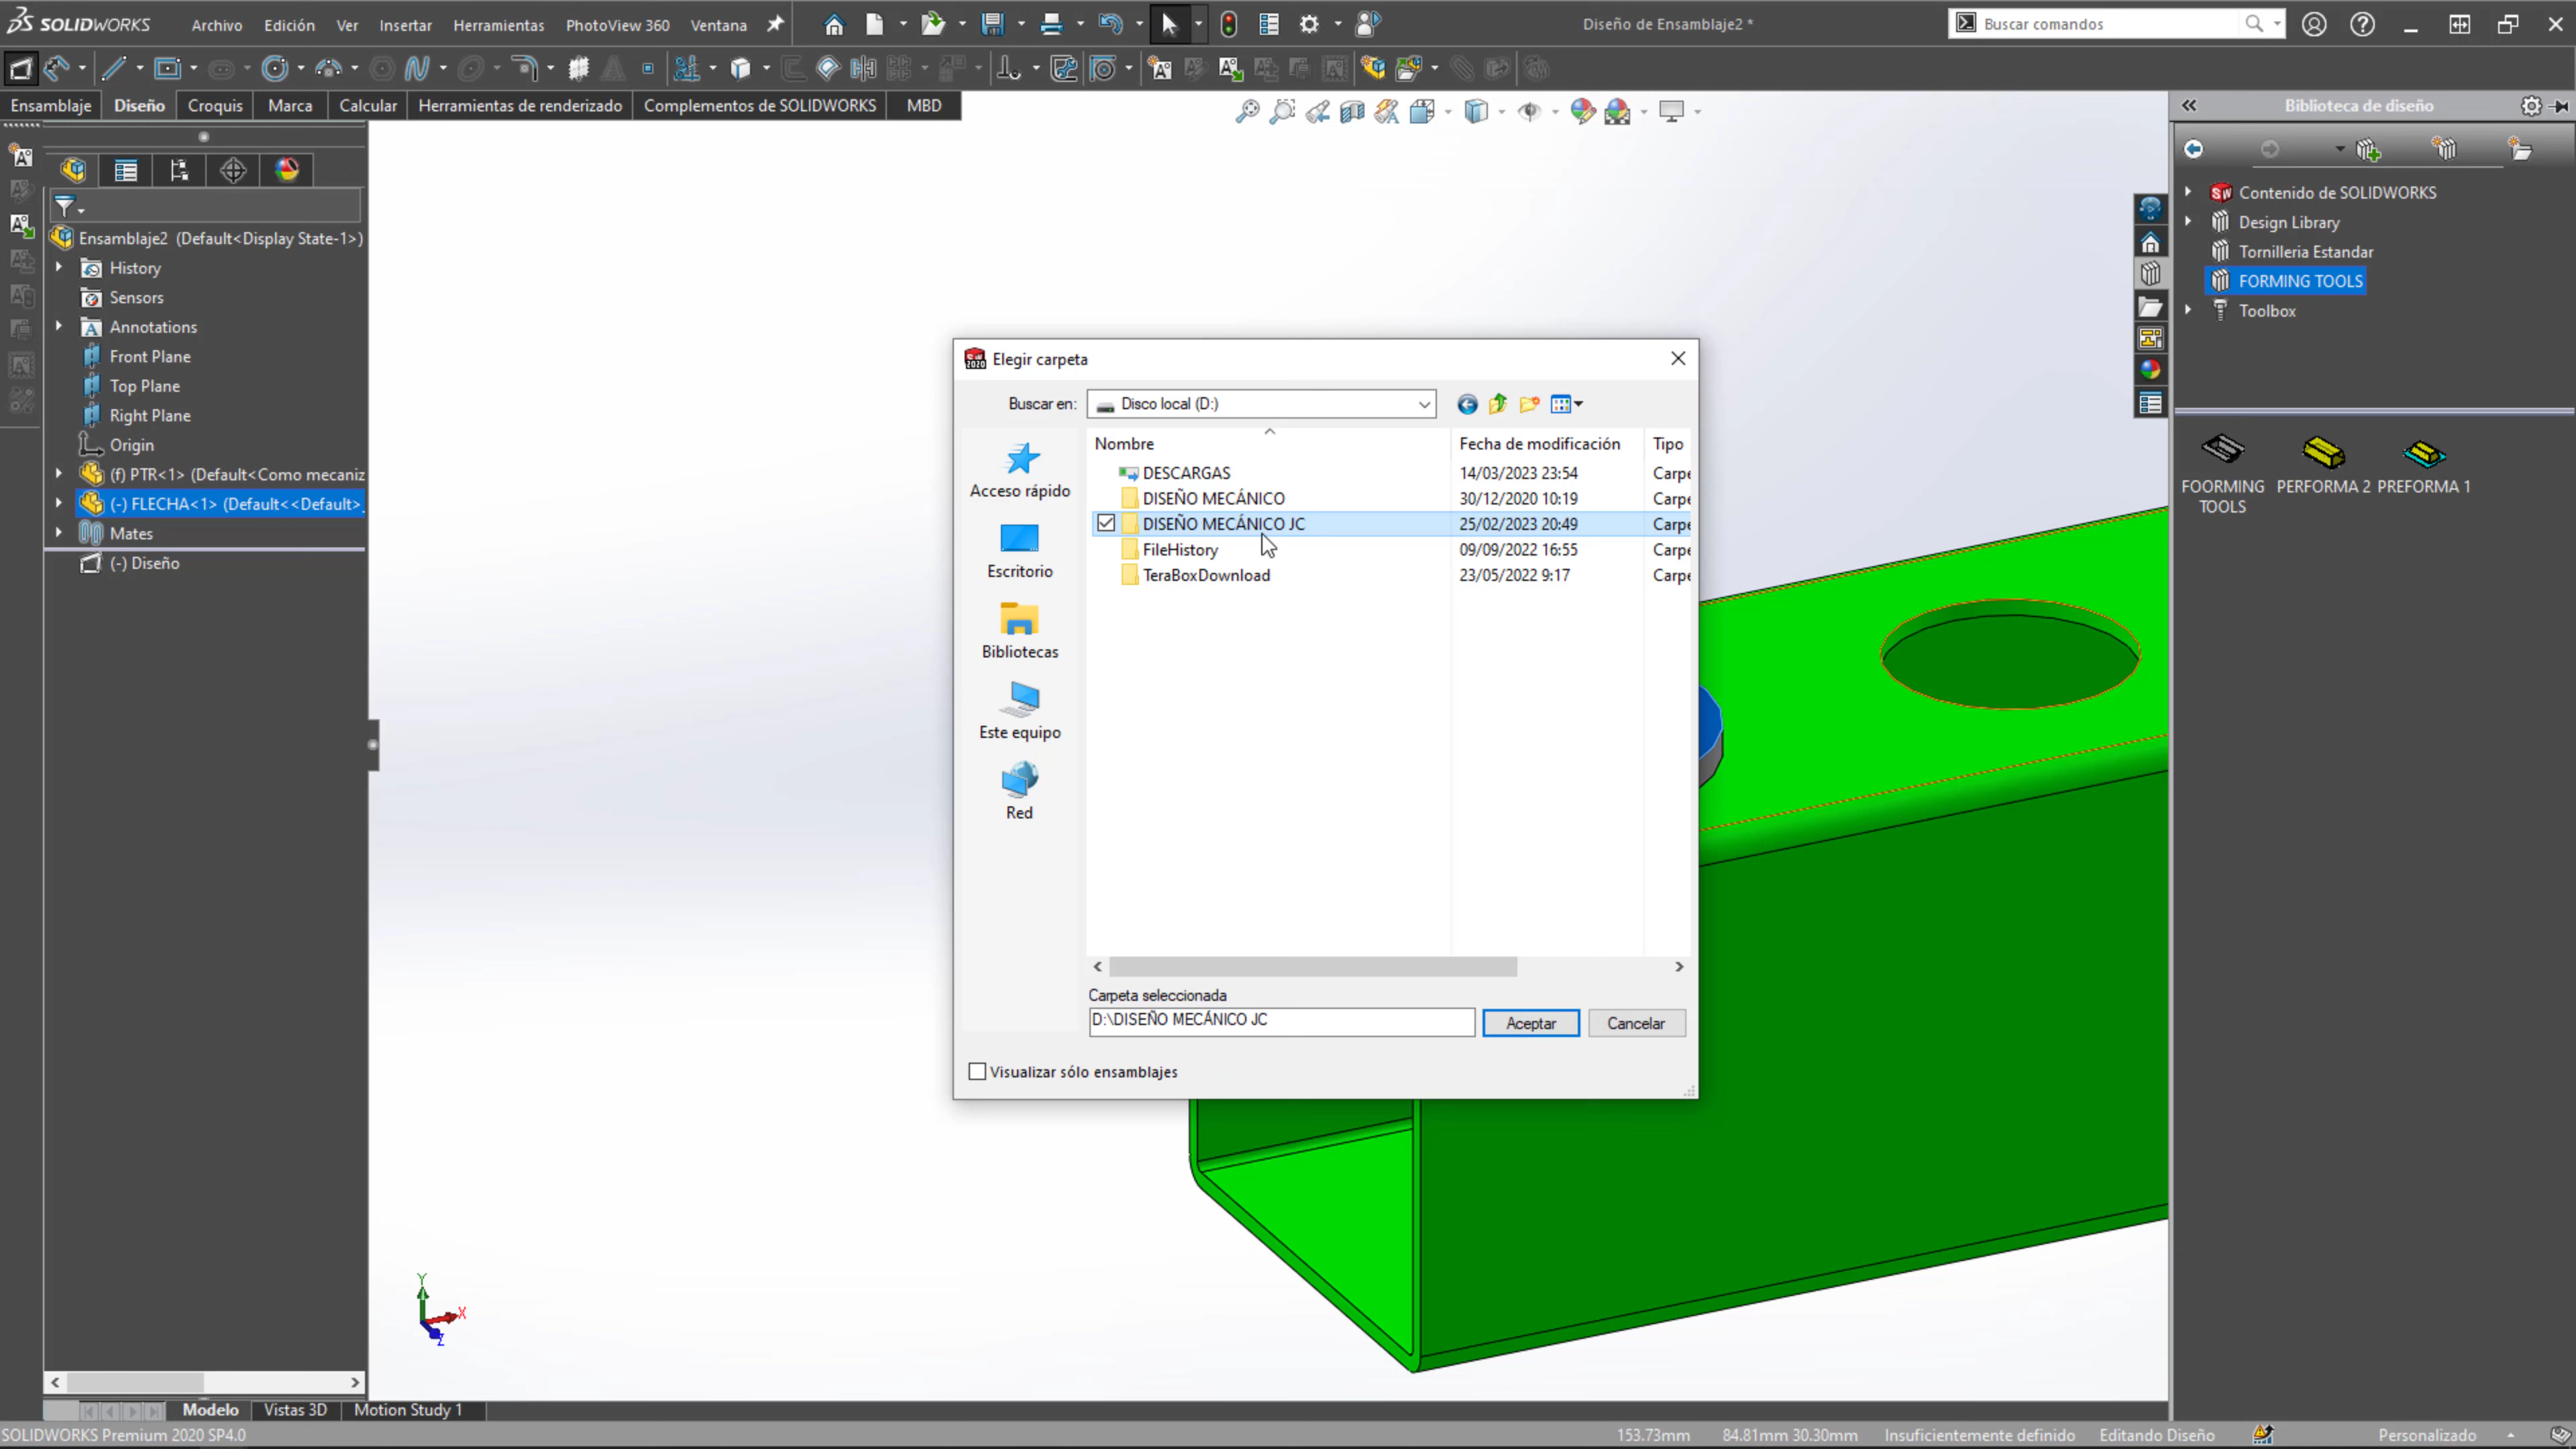 SOLIDWORKS
Archivo Edición Ver Insertar Herramientas PhotoView 360 Ventana
Diseño de Ensamblaje2 *
Buscar comandos
Ensamblaje Diseño Croquis Marca Calcular Herramientas de renderizado Complementos de SOLIDWORKS MBD
Ensamblaje2 (Default<Display State-1>)
History
Sensors
Annotations
Front Plane
Top Plane
Right Plane
Origin
(f) PTR<1> (Default<Como mecaniz
(-) FLECHA<1> (Default<<Default>_
Mates
(-) Diseño
Elegir carpeta
Buscar en: Disco local (D:)
Nombre Fecha de modificación Tipo
DESCARGAS 14/03/2023 23:54 Carpe
DISEÑO MECÁNICO 30/12/2020 10:19 Carpe
DISEÑO MECÁNICO JC 25/02/2023 20:49 Carpe
FileHistory 09/09/2022 16:55 Carpe
TeraBoxDownload 23/05/2022 9:17 Carpe
Acceso rápido
Escritorio
Bibliotecas
Este equipo
Red
Carpeta seleccionada
D:\DISEÑO MECÁNICO JC
Aceptar Cancelar
Visualizar sólo ensamblajes
Biblioteca de diseño
Contenido de SOLIDWORKS
Design Library
Tornilleria Estandar
FORMING TOOLS
Toolbox
FOORMING TOOLS
PERFORMA 2
PREFORMA 1
Y
X
Z
Modelo Vistas 3D Motion Study 1
SOLIDWORKS Premium 2020 SP4.0
153.73mm 84.81mm 30.30mm Insuficientemente definido Editando Diseño Personalizado